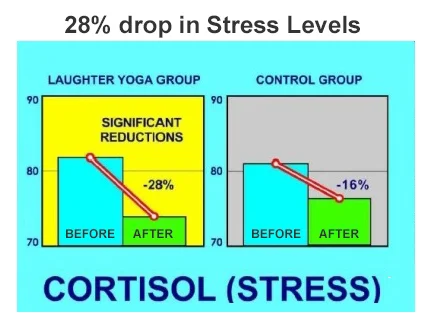 28% drop in Stress Levels
LAUGHTER YOGA GROUP
90
SIGNIFICANT
REDUCTIONS
80
-28%
BEFORE AFTER
70
CONTROL GROUP
90
80
-16%
BEFORE AFTER
70
CORTISOL (STRESS)